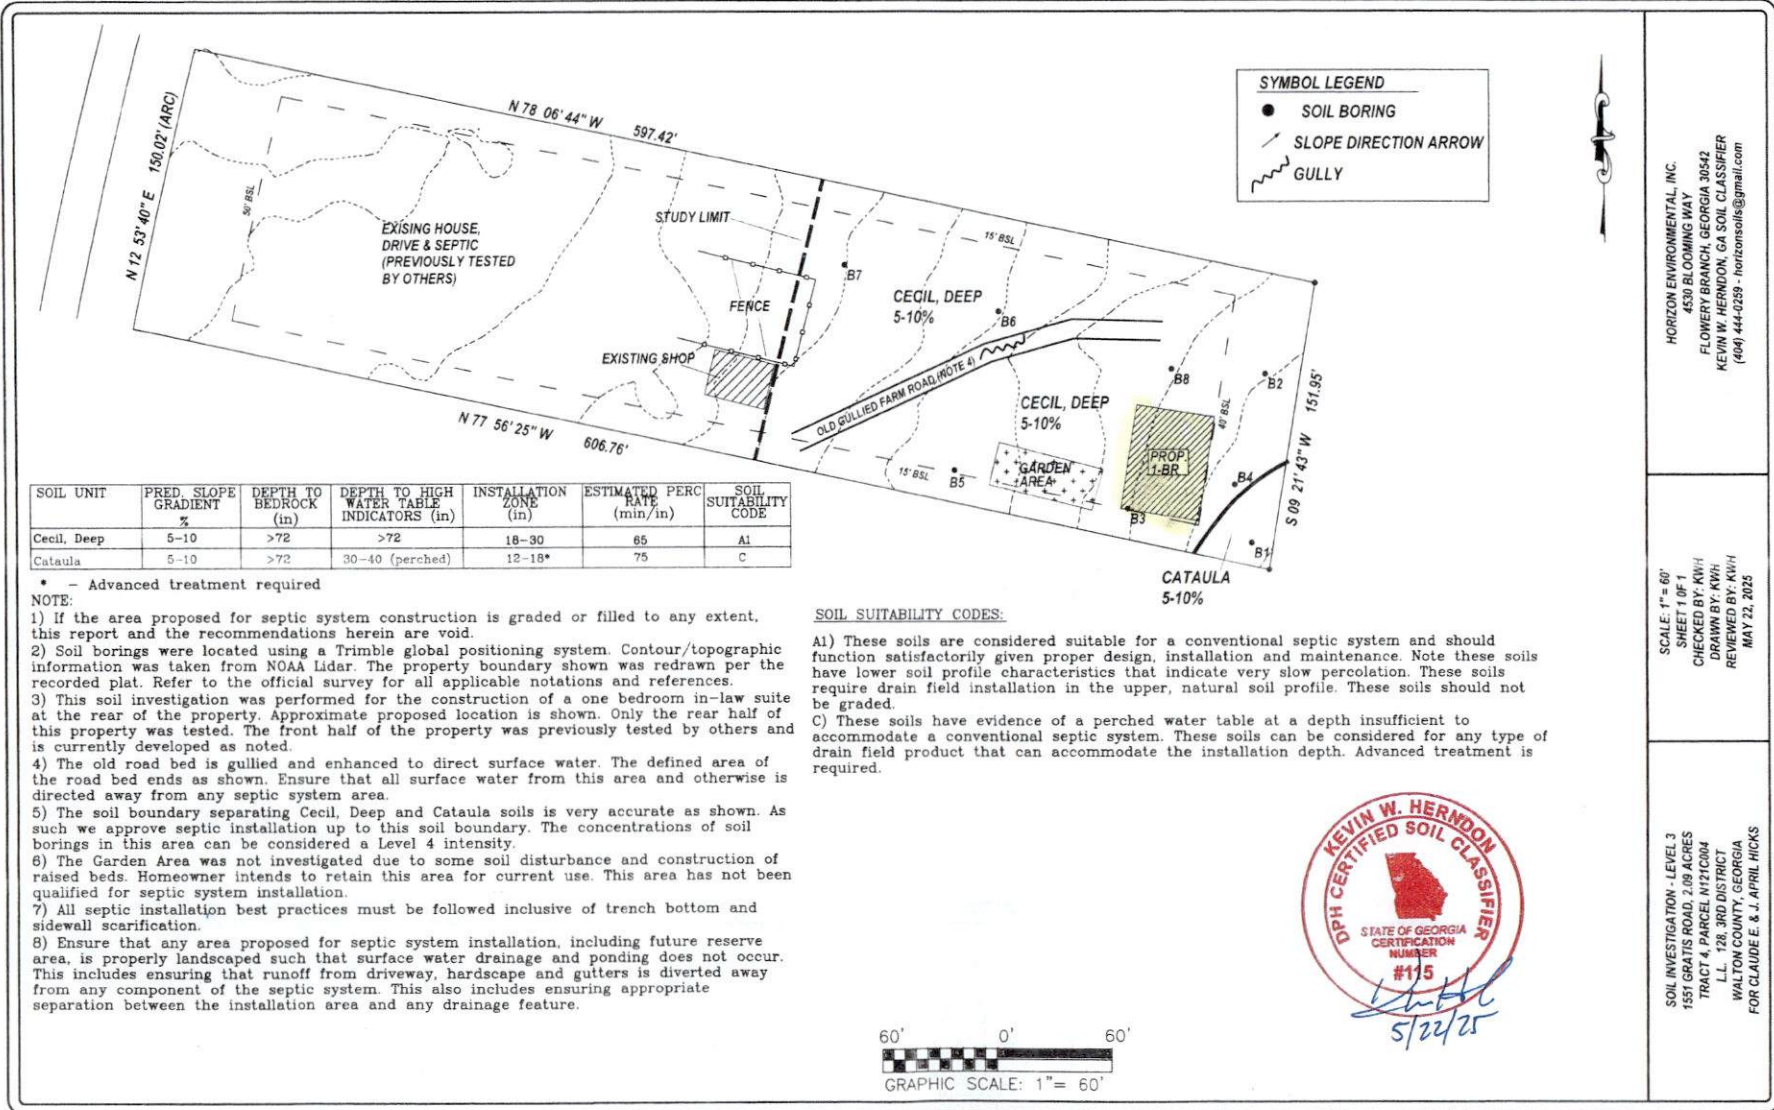 N 12 53' 40" E 150.02' (ARC)
N 78 06' 44" W 597.42'
50' BSL
EXISING HOUSE,
DRIVE & SEPTIC
(PREVIOUSLY TESTED
BY OTHERS)
STUDY LIMIT
FENCE
EXISTING SHOP
N 77 56' 25" W 606.76'
B7
CECIL, DEEP
5-10%
15' BSL
B6
OLD GULLIED FARM ROAD (NOTE 4)
CECIL, DEEP
5-10%
B8
B2
40' BSL
PROP.
1-BR
GARDEN
AREA
15' BSL
B5
B3
B4
B1
S 09 21' 43" W 151.95'
CATAULA
5-10%
SYMBOL LEGEND
SOIL BORING
SLOPE DIRECTION ARROW
GULLY
SOIL UNIT
PRED. SLOPE
GRADIENT
%
DEPTH TO
BEDROCK
(in)
DEPTH TO HIGH
WATER TABLE
INDICATORS (in)
INSTALLATION
ZONE
(in)
ESTIMATED PERC
RATE
(min/in)
SOIL
SUITABILITY
CODE
Cecil, Deep 5-10 >72 >72 18-30 65 A1
Cataula 5-10 >72 30-40 (perched) 12-18* 75 C
* - Advanced treatment required
NOTE:
1) If the area proposed for septic system construction is graded or filled to any extent,
this report and the recommendations herein are void.
2) Soil borings were located using a Trimble global positioning system. Contour/topographic
information was taken from NOAA Lidar. The property boundary shown was redrawn per the
recorded plat. Refer to the official survey for all applicable notations and references.
3) This soil investigation was performed for the construction of a one bedroom in-law suite
at the rear of the property. Approximate proposed location is shown. Only the rear half of
this property was tested. The front half of the property was previously tested by others and
is currently developed as noted.
4) The old road bed is gullied and enhanced to direct surface water. The defined area of
the road bed ends as shown. Ensure that all surface water from this area and otherwise is
directed away from any septic system area.
5) The soil boundary separating Cecil, Deep and Cataula soils is very accurate as shown. As
such we approve septic installation up to this soil boundary. The concentrations of soil
borings in this area can be considered a Level 4 intensity.
6) The Garden Area was not investigated due to some soil disturbance and construction of
raised beds. Homeowner intends to retain this area for current use. This area has not been
qualified for septic system installation.
7) All septic installation best practices must be followed inclusive of trench bottom and
sidewall scarification.
8) Ensure that any area proposed for septic system installation, including future reserve
area, is properly landscaped such that surface water drainage and ponding does not occur.
This includes ensuring that runoff from driveway, hardscape and gutters is diverted away
from any component of the septic system. This also includes ensuring appropriate
separation between the installation area and any drainage feature.
SOIL SUITABILITY CODES:
A1) These soils are considered suitable for a conventional septic system and should
function satisfactorily given proper design, installation and maintenance. Note these soils
have lower soil profile characteristics that indicate very slow percolation. These soils
require drain field installation in the upper, natural soil profile. These soils should not
be graded.
C) These soils have evidence of a perched water table at a depth insufficient to
accommodate a conventional septic system. These soils can be considered for any type of
drain field product that can accommodate the installation depth. Advanced treatment is
required.
KEVIN W. HERNDON
DPH CERTIFIED SOIL CLASSIFIER
STATE OF GEORGIA
CERTIFICATION
NUMBER
#115
5/22/25
60' 0' 60'
GRAPHIC SCALE: 1"= 60'
HORIZON ENVIRONMENTAL, INC.
4530 BLOOMING WAY
FLOWERY BRANCH, GEORGIA 30542
KEVIN W. HERNDON, GA SOIL CLASSIFIER
(404) 444-0259 - horizonsoils@gmail.com
SCALE: 1" = 60'
SHEET 1 OF 1
CHECKED BY: KWH
DRAWN BY: KWH
REVIEWED BY: KWH
MAY 22, 2025
SOIL INVESTIGATION - LEVEL 3
1551 GRATIS ROAD, 2.09 ACRES
TRACT 4, PARCEL N121C004
L.L. 128, 3RD DISTRICT
WALTON COUNTY, GEORGIA
FOR CLAUDE E. & J. APRIL HICKS